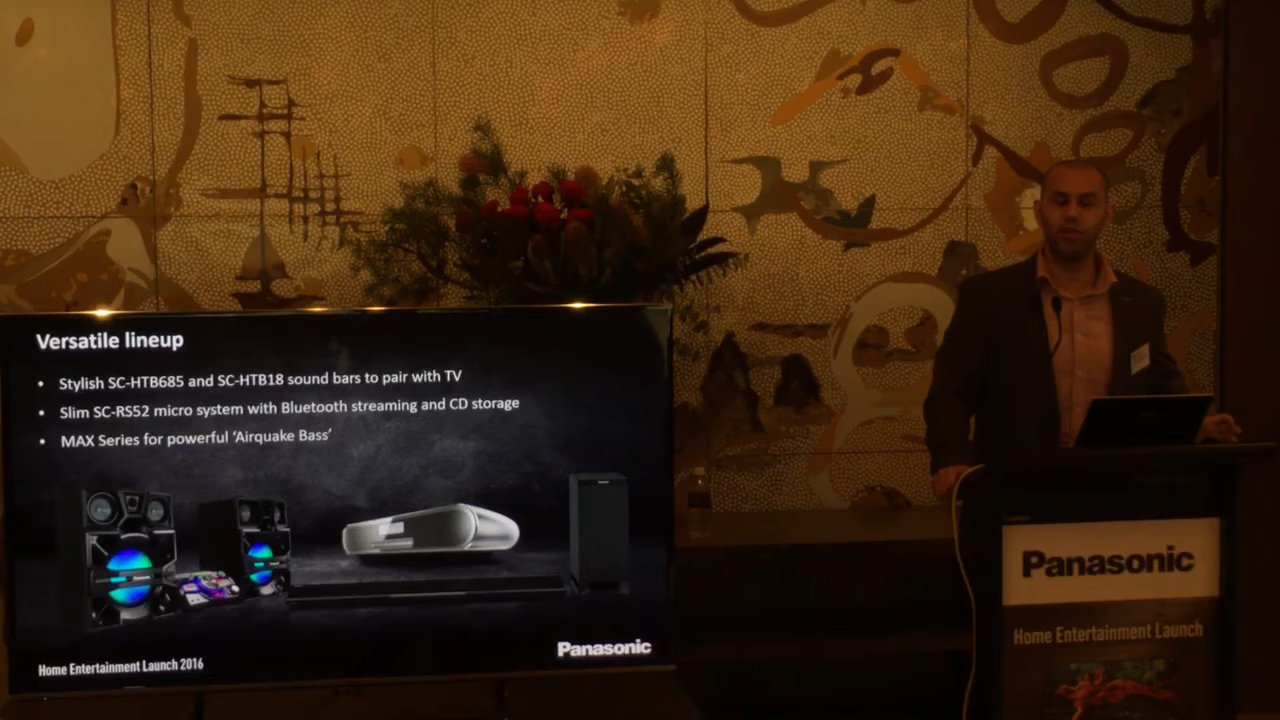 Versatile lineup
• Stylish SC-HTB685 and SC-HTB18 sound bars to pair with TV
• Slim SC-RS52 micro system with Bluetooth streaming and CD storage
• MAX Series for powerful ‘Airquake Bass’
Home Entertainment Launch 2016
Panasonic
Panasonic
Home Entertainment Launch